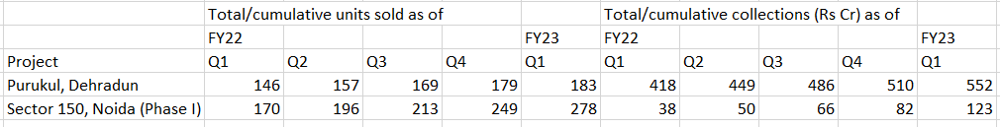 Total/cumulative units sold as of Total/cumulative collections (Rs Cr) as of
FY22 FY23 FY22 FY23
Project Q1 Q2 Q3 Q4 Q1 Q1 Q2 Q3 Q4 Q1
Purukul, Dehradun 146 157 169 179 183 418 449 486 510 552
Sector 150, Noida (Phase I) 170 196 213 249 278 38 50 66 82 123